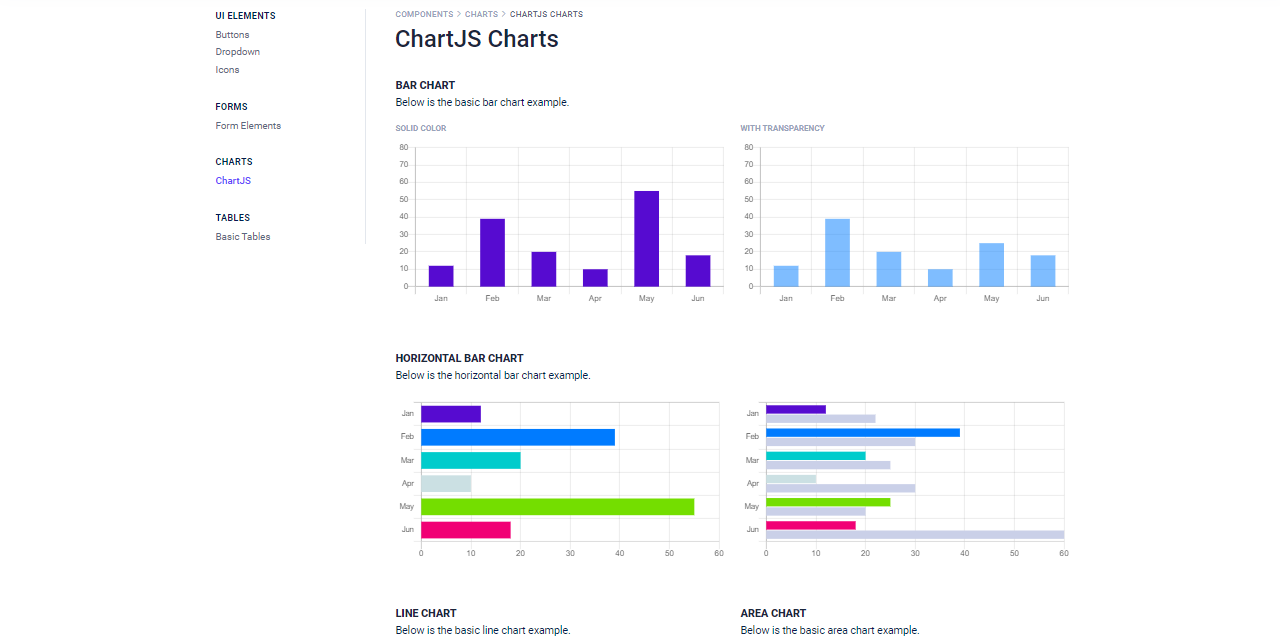 UI ELEMENTS
Buttons
Dropdown
Icons
FORMS
Form Elements
CHARTS
ChartJS
TABLES
Basic Tables
COMPONENTS > CHARTS > CHARTJS CHARTS
ChartJS Charts
BAR CHART
Below is the basic bar chart example.
SOLID COLOR
80
70
60
50
40
30
20
10
0
Jan Feb Mar Apr May Jun
WITH TRANSPARENCY
80
70
60
50
40
30
20
10
0
Jan Feb Mar Apr May Jun
HORIZONTAL BAR CHART
Below is the horizontal bar chart example.
Jan
Feb
Mar
Apr
May
Jun
0 10 20 30 40 50 60
Jan
Feb
Mar
Apr
May
Jun
0 10 20 30 40 50 60
LINE CHART
Below is the basic line chart example.
AREA CHART
Below is the basic area chart example.